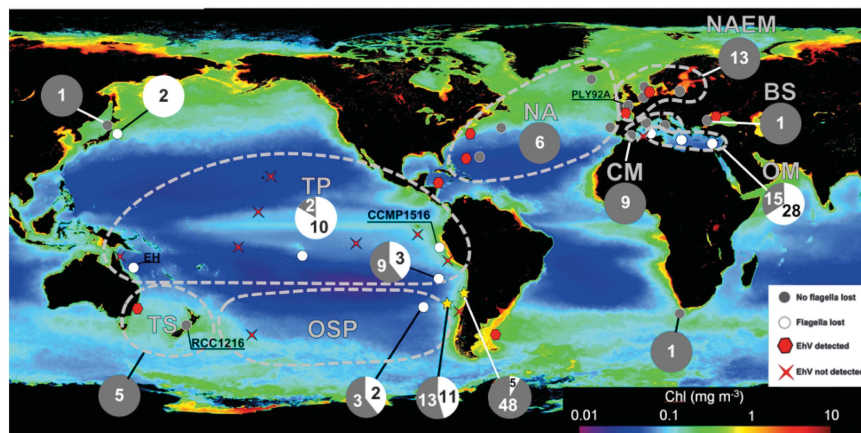 NAEM
13
1
2
PLY92A
BS
1
NA
6
CM
9
OM
15
28
TP
2
10
CCMP1516
EH
9
3
TS
RCC1216
OSP
5
3
2
13
11
5
48
1
No flagella lost
Flagella lost
EhV detected
EhV not detected
Chl (mg m-3)
0.01
0.1
1
10